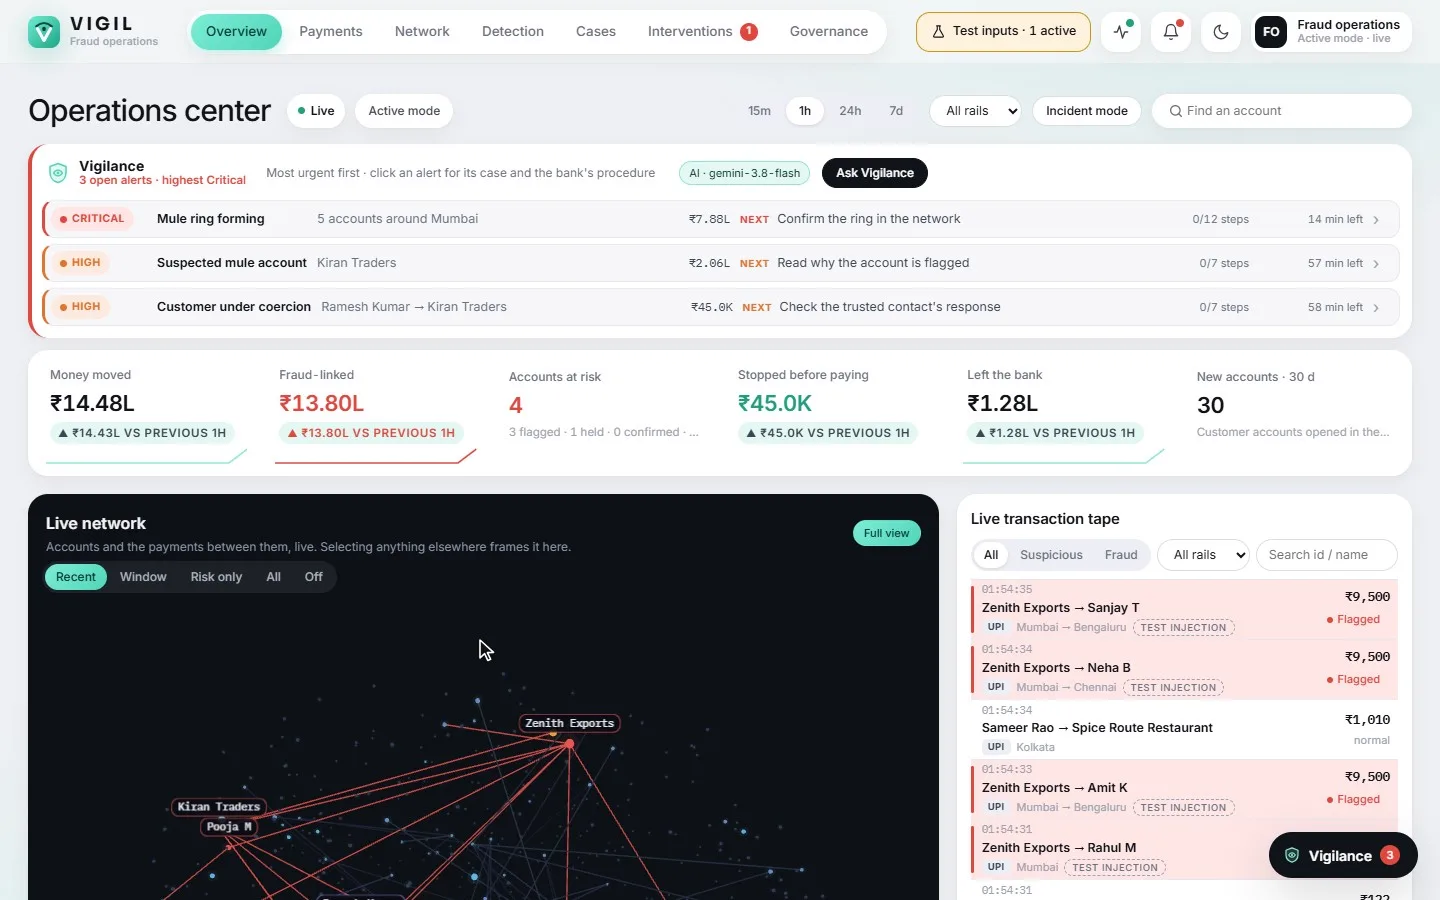 VIGIL
Fraud operations
Overview
Payments
Network
Detection
Cases
Interventions 1
Governance
Test inputs · 1 active
FO
Fraud operations
Active mode · live
Operations center
Live
Active mode
15m
1h
24h
7d
All rails
Incident mode
Find an account
Vigilance
3 open alerts · highest Critical
Most urgent first · click an alert for its case and the bank's procedure
AI · gemini-3.8-flash
Ask Vigilance
CRITICAL Mule ring forming 5 accounts around Mumbai ₹7.88L NEXT Confirm the ring in the network 0/12 steps 14 min left
HIGH Suspected mule account Kiran Traders ₹2.06L NEXT Read why the account is flagged 0/7 steps 57 min left
HIGH Customer under coercion Ramesh Kumar → Kiran Traders ₹45.0K NEXT Check the trusted contact's response 0/7 steps 58 min left
Money moved
₹14.48L
▲ ₹14.43L VS PREVIOUS 1H
Fraud-linked
₹13.80L
▲ ₹13.80L VS PREVIOUS 1H
Accounts at risk
4
3 flagged · 1 held · 0 confirmed · ...
Stopped before paying
₹45.0K
▲ ₹45.0K VS PREVIOUS 1H
Left the bank
₹1.28L
▲ ₹1.28L VS PREVIOUS 1H
New accounts · 30 d
30
Customer accounts opened in the...
Live network
Accounts and the payments between them, live. Selecting anything elsewhere frames it here.
Full view
Recent
Window
Risk only
All
Off
Zenith Exports
Kiran Traders
Pooja M
Live transaction tape
All
Suspicious
Fraud
All rails
Search id / name
01:54:35
Zenith Exports → Sanjay T ₹9,500
UPI Mumbai → Bengaluru TEST INJECTION Flagged
01:54:34
Zenith Exports → Neha B ₹9,500
UPI Mumbai → Chennai TEST INJECTION Flagged
01:54:34
Sameer Rao → Spice Route Restaurant ₹1,010
UPI Kolkata normal
01:54:33
Zenith Exports → Amit K ₹9,500
UPI Mumbai → Bengaluru TEST INJECTION Flagged
01:54:31
Zenith Exports → Rahul M
UPI Mumbai TEST INJECTION
01:54:31
Vigilance 3